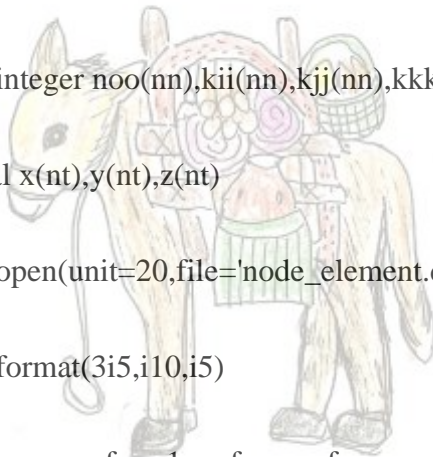 integer noo(nn),kii(nn),kjj(nn),kkk
l x(nt),y(nt),z(nt)
open(unit=20,file='node_element.
format(3i5,i10,i5)